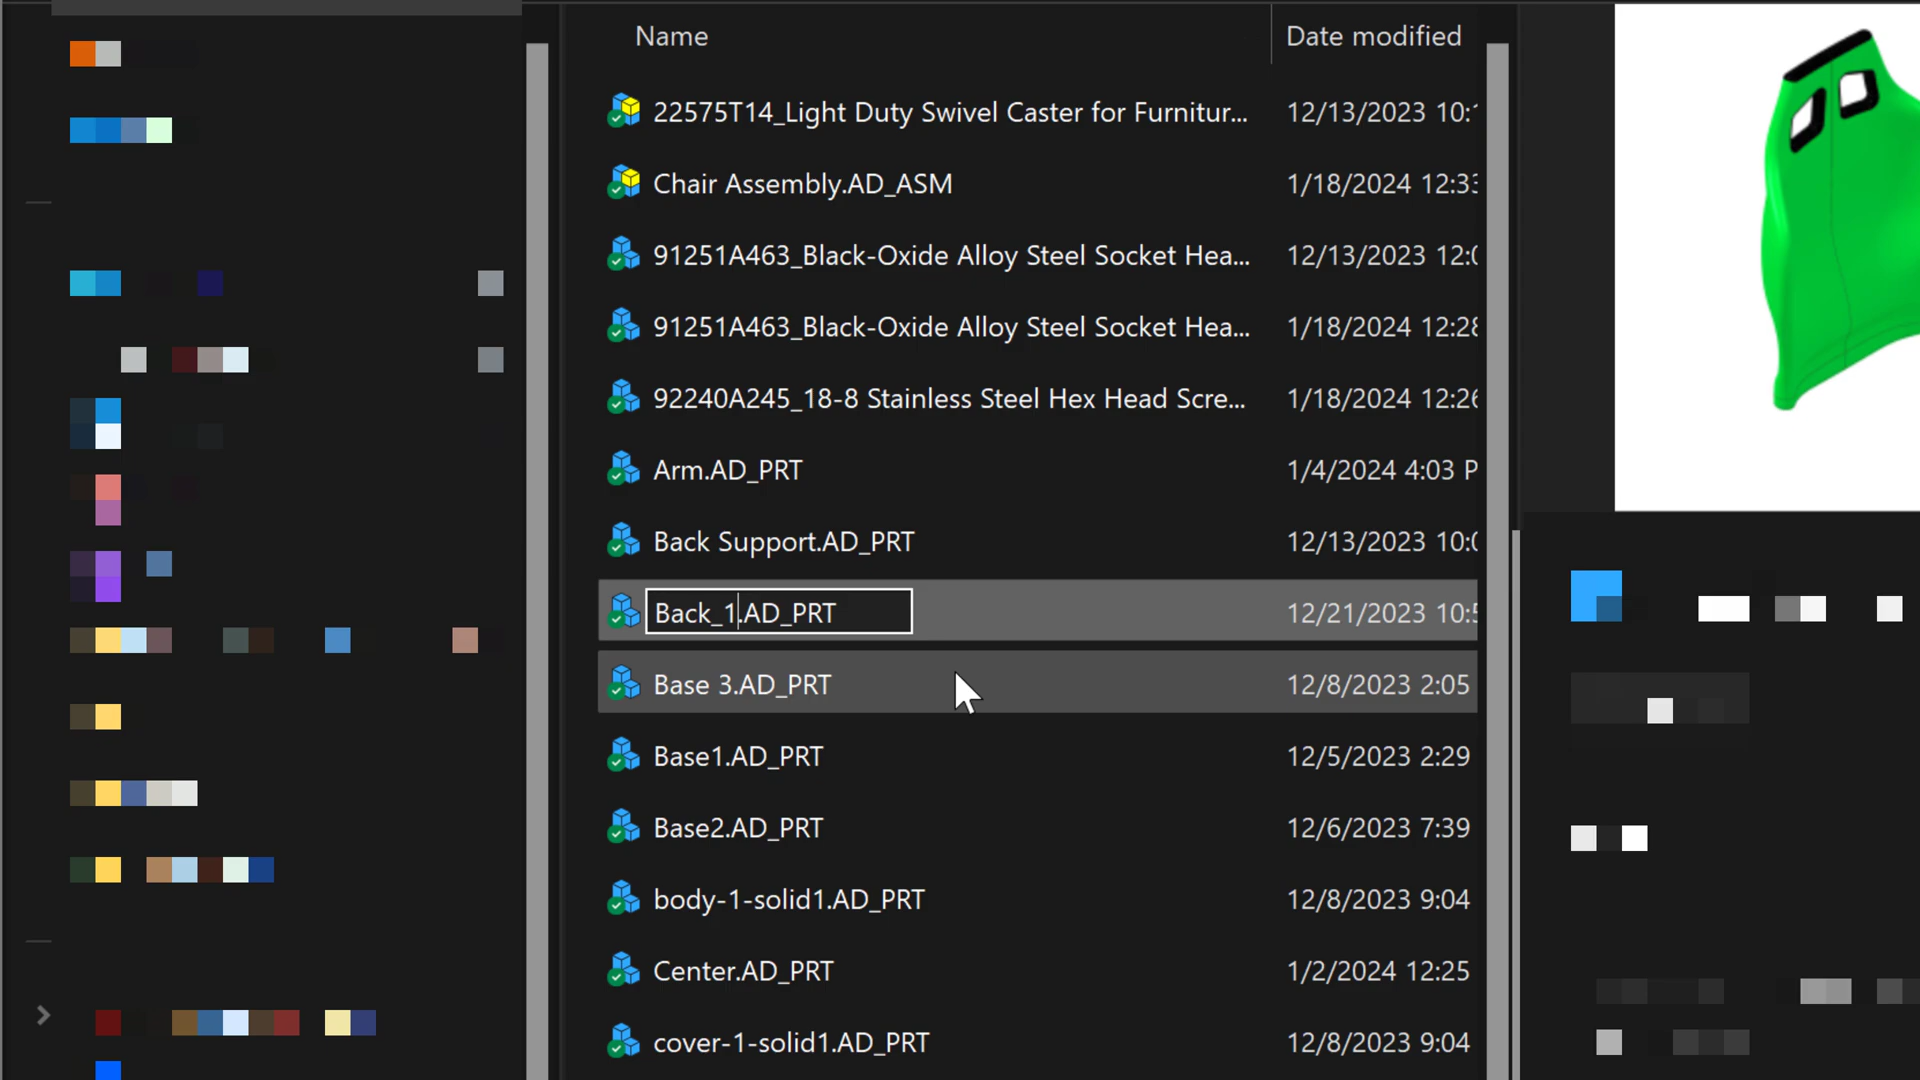 Name Date modified
22575T14_Light Duty Swivel Caster for Furnitur... 12/13/2023 10:1
Chair Assembly.AD_ASM 1/18/2024 12:33
91251A463_Black-Oxide Alloy Steel Socket Hea... 12/13/2023 12:0
91251A463_Black-Oxide Alloy Steel Socket Hea... 1/18/2024 12:28
92240A245_18-8 Stainless Steel Hex Head Scre... 1/18/2024 12:26
Arm.AD_PRT 1/4/2024 4:03 P
Back Support.AD_PRT 12/13/2023 10:0
Back_1.AD_PRT 12/21/2023 10:5
Base 3.AD_PRT 12/8/2023 2:05
Base1.AD_PRT 12/5/2023 2:29
Base2.AD_PRT 12/6/2023 7:39
body-1-solid1.AD_PRT 12/8/2023 9:04
Center.AD_PRT 1/2/2024 12:25
cover-1-solid1.AD_PRT 12/8/2023 9:04